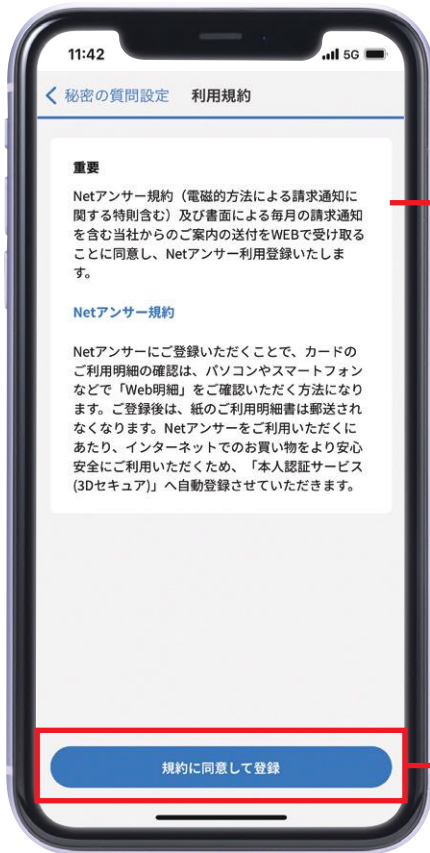 11:42
5G
秘密の質問設定 利用規約
重要
Netアンサー規約（電磁的方法による請求通知に
関する特則含む）及び書面による毎月の請求通知
を含む当社からのご案内の送付をWEBで受け取る
ことに同意し、Netアンサー利用登録いたしま
す。
Netアンサー規約
Netアンサーにご登録いただくことで、カードの
ご利用明細の確認は、パソコンやスマートフォン
などで「Web明細」をご確認いただく方法になり
ます。ご登録後は、紙のご利用明細書は郵送され
なくなります。Netアンサーをご利用いただくに
あたり、インターネットでのお買い物をより安心
安全にご利用いただくため、「本人認証サービス
(3Dセキュア)」へ自動登録させていただきます。
規約に同意して登録